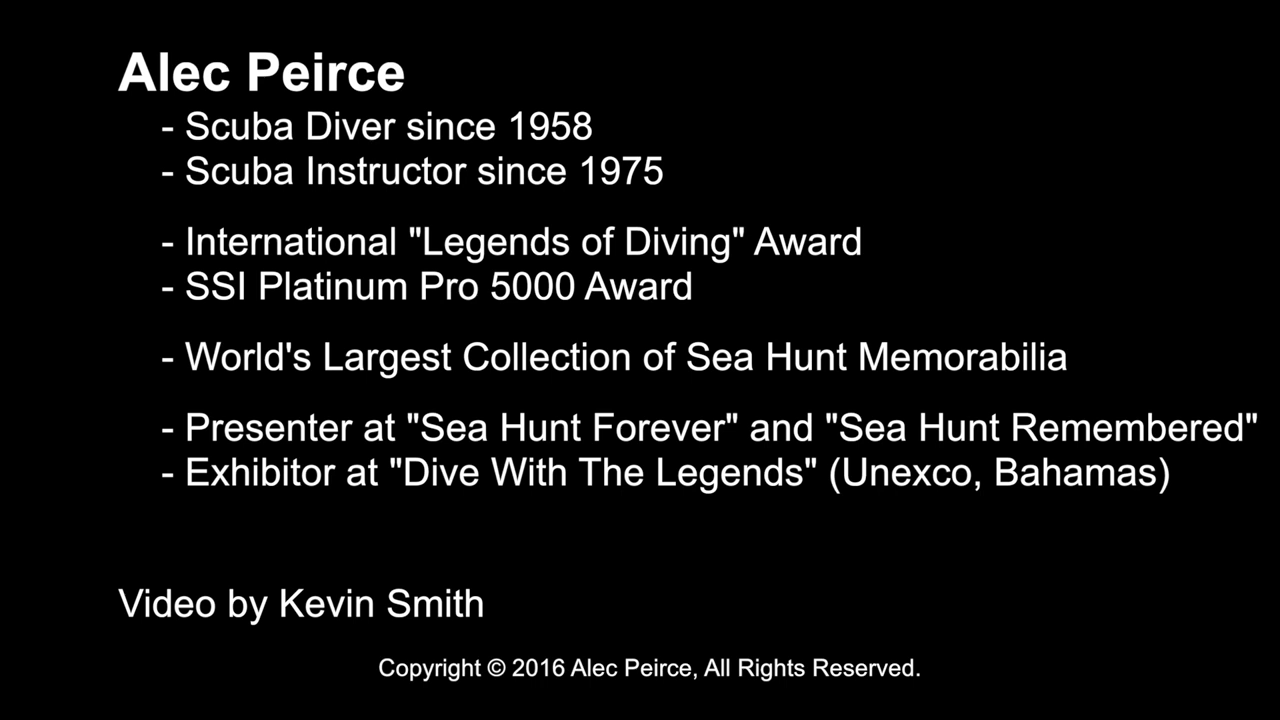 Alec Peirce
- Scuba Diver since 1958
- Scuba Instructor since 1975
- International "Legends of Diving" Award
- SSI Platinum Pro 5000 Award
- World's Largest Collection of Sea Hunt Memorabilia
- Presenter at "Sea Hunt Forever" and "Sea Hunt Remembered"
- Exhibitor at "Dive With The Legends" (Unexco, Bahamas)
Video by Kevin Smith
Copyright © 2016 Alec Peirce, All Rights Reserved.